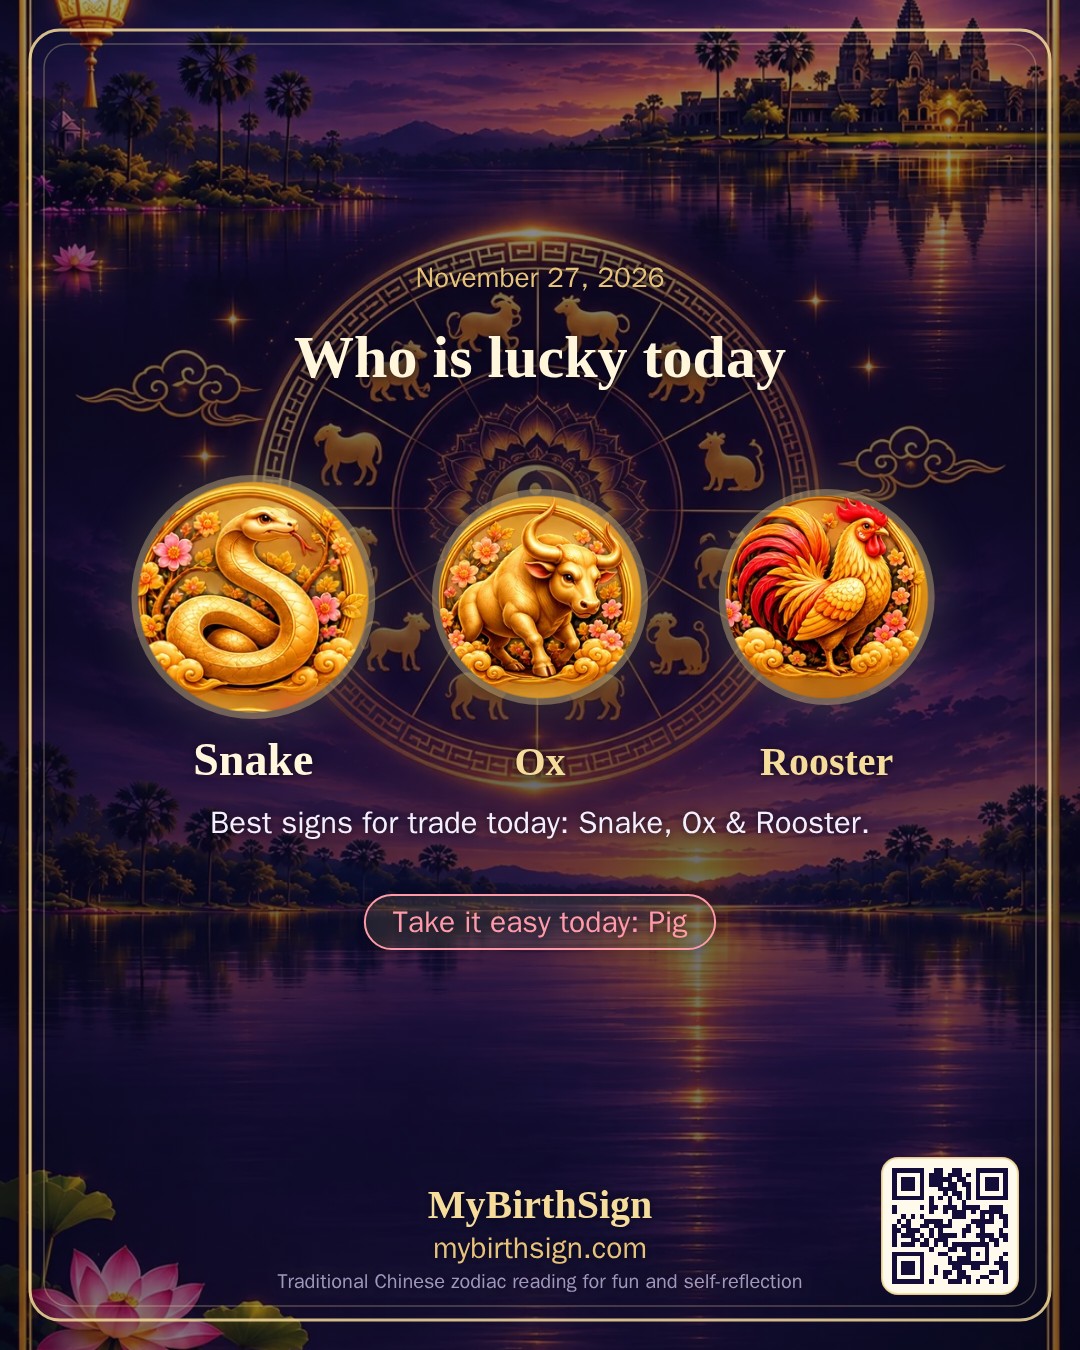 November 27, 2026
Who is lucky today
Snake
Ox
Rooster
Best signs for trade today: Snake, Ox & Rooster.
Take it easy today: Pig
MyBirthSign
mybirthsign.com
Traditional Chinese zodiac reading for fun and self-reflection